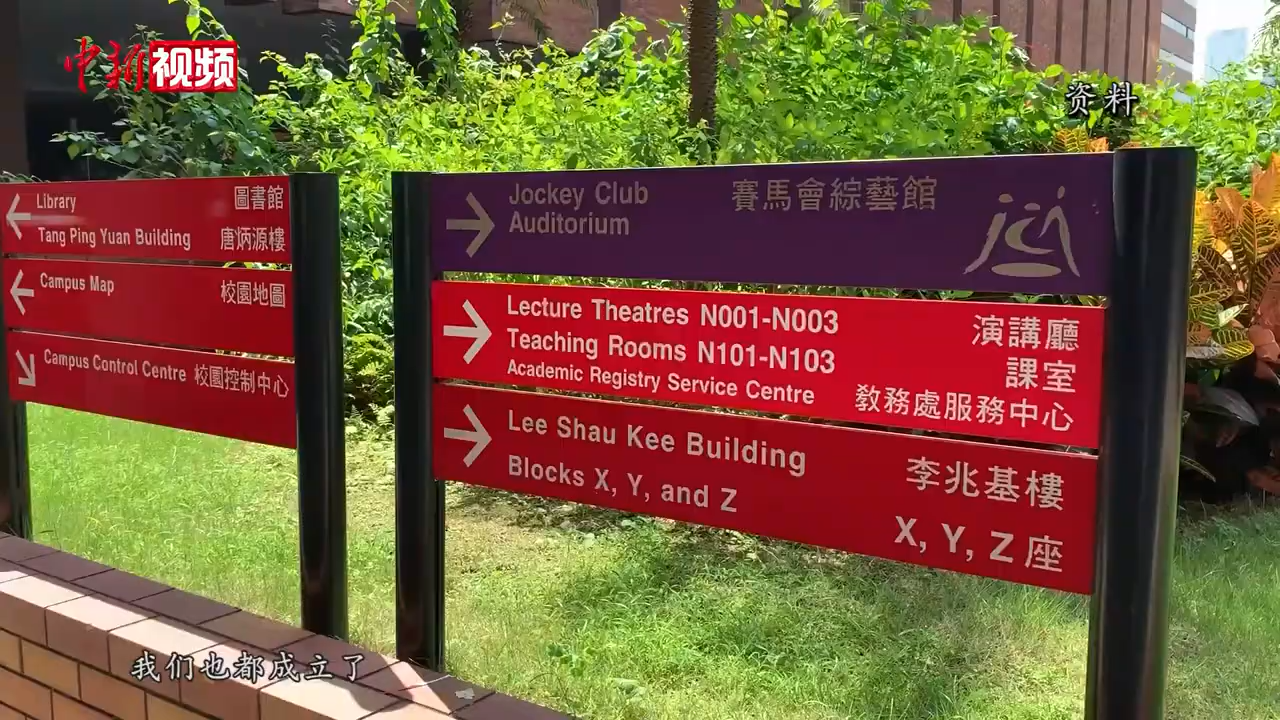 中新视频
资料
Library 圖書館
Tang Ping Yuan Building 唐炳源樓
Campus Map 校園地圖
Campus Control Centre 校園控制中心
Jockey Club 賽馬會綜藝館
Auditorium
Lecture Theatres N001-N003 演講廳
Teaching Rooms N101-N103 課室
Academic Registry Service Centre 教務處服務中心
Lee Shau Kee Building 李兆基樓
Blocks X, Y, and Z X, Y, Z 座
我们也都成立了